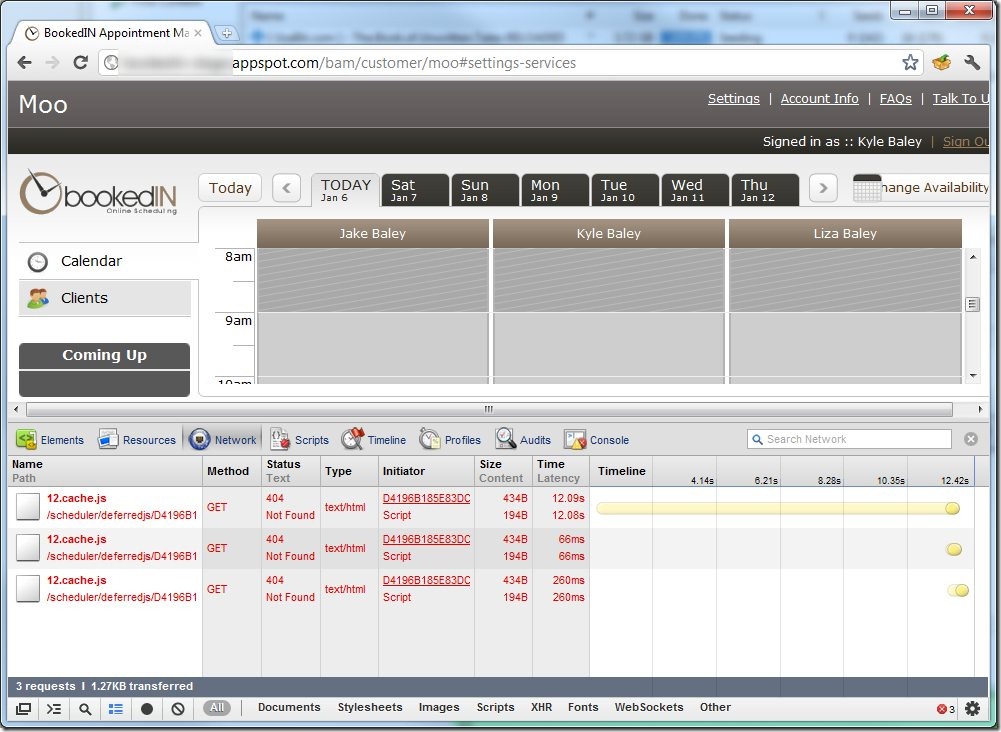 BookedIN Appointment Ma
appspot.com/bam/customer/moo#settings-services
Moo
Settings | Account Info | FAQs | Talk To U
Signed in as :: Kyle Baley | Sign Ou
bookedIN
Online Scheduling
Today
TODAY Sat Sun Mon Tue Wed Thu
Jan 6 Jan 7 Jan 8 Jan 9 Jan 10 Jan 11 Jan 12
hange Availability
Jake Baley Kyle Baley Liza Baley
Calendar
Clients
Coming Up
8am
9am
10am
Elements Resources Network Scripts Timeline Profiles Audits Console Search Network
Name Method Status Type Initiator Size Time Timeline
Path Text Content Latency 4.14s 6.21s 8.28s 10.35s 12.42s
12.cache.js GET 404 text/html D4196B185E83DC 434B 12.09s
/scheduler/deferredjs/D4196B1 Not Found Script 194B 12.08s
12.cache.js GET 404 text/html D4196B185E83DC 434B 66ms
/scheduler/deferredjs/D4196B1 Not Found Script 194B 66ms
12.cache.js GET 404 text/html D4196B185E83DC 434B 260ms
/scheduler/deferredjs/D4196B1 Not Found Script 194B 260ms
3 requests | 1.27KB transferred
All Documents Stylesheets Images Scripts XHR Fonts WebSockets Other 3